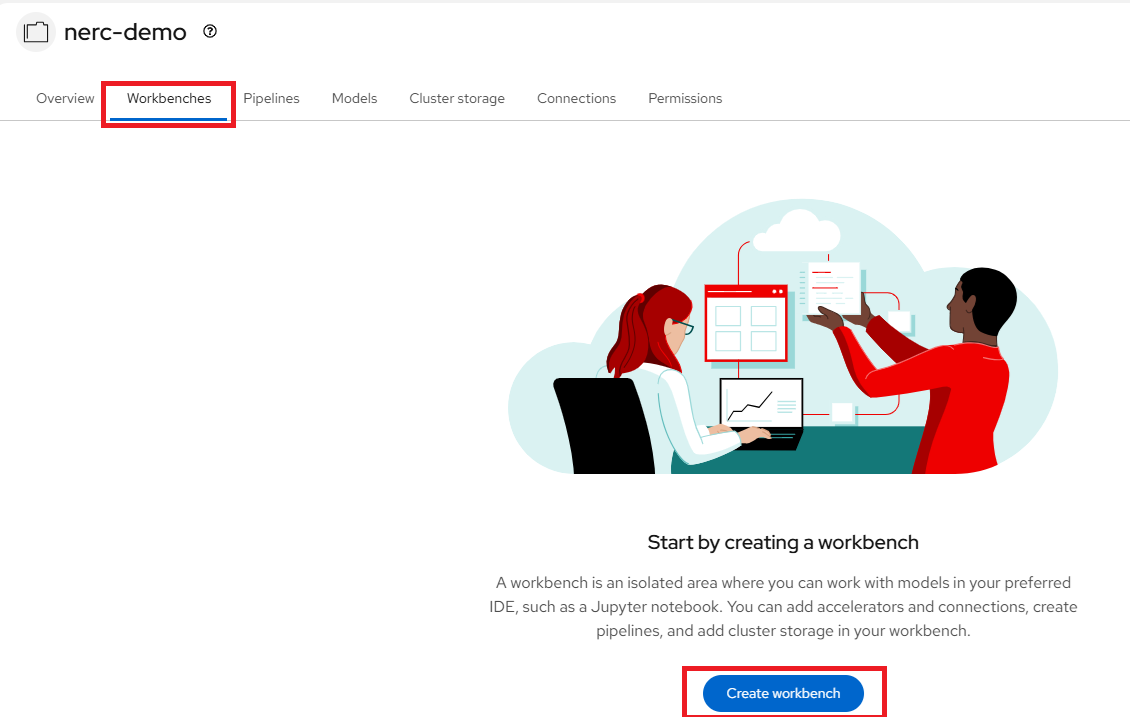 nerc-demo
Overview Workbenches Pipelines Models Cluster storage Connections Permissions
Start by creating a workbench
A workbench is an isolated area where you can work with models in your preferred
IDE, such as a Jupyter notebook. You can add accelerators and connections, create
pipelines, and add cluster storage in your workbench.
Create workbench